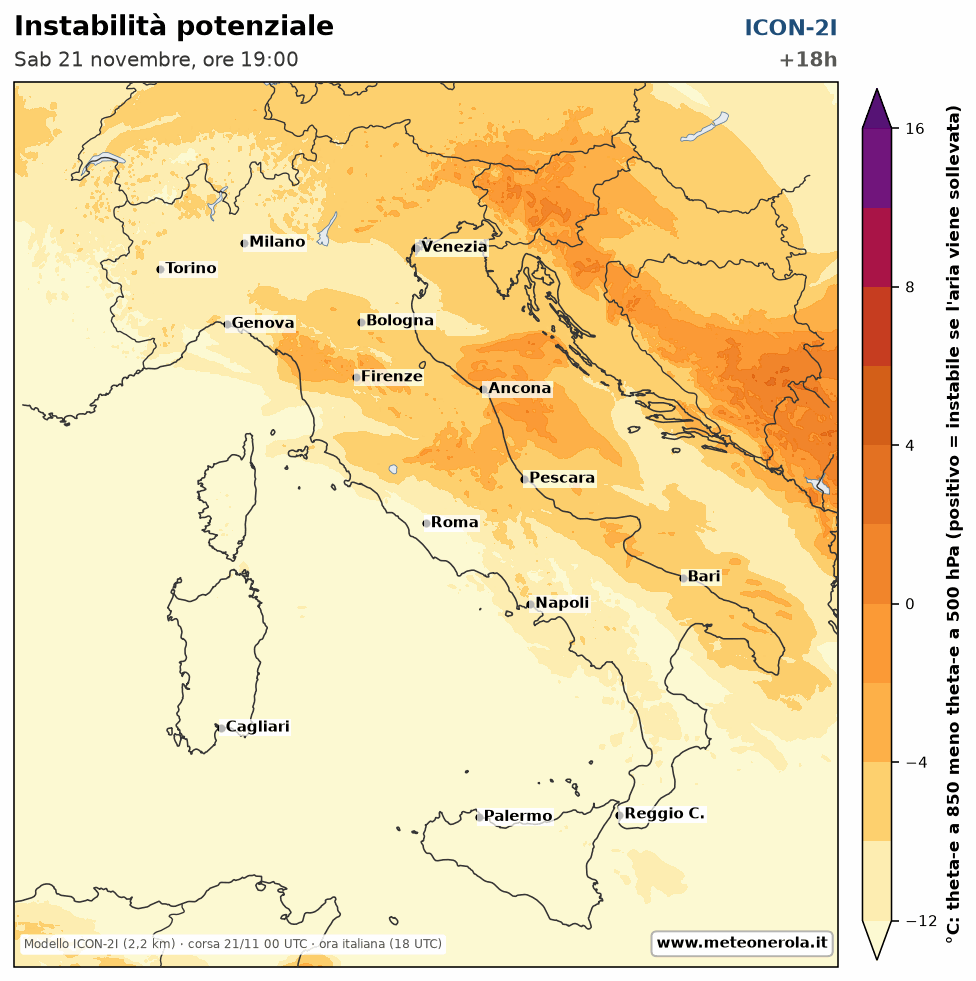 Instabilità potenziale
ICON-2I
Sab 21 novembre, ore 19:00
+18h
Milano
Venezia
Torino
Genova
Bologna
Firenze
Ancona
Pescara
Roma
Bari
Napoli
Cagliari
Palermo
Reggio C.
Modello ICON-2I (2,2 km) · corsa 21/11 00 UTC · ora italiana (18 UTC)
www.meteonerola.it
16
8
4
0
−4
−12
°C: theta-e a 850 meno theta-e a 500 hPa (positivo = instabile se l'aria viene sollevata)